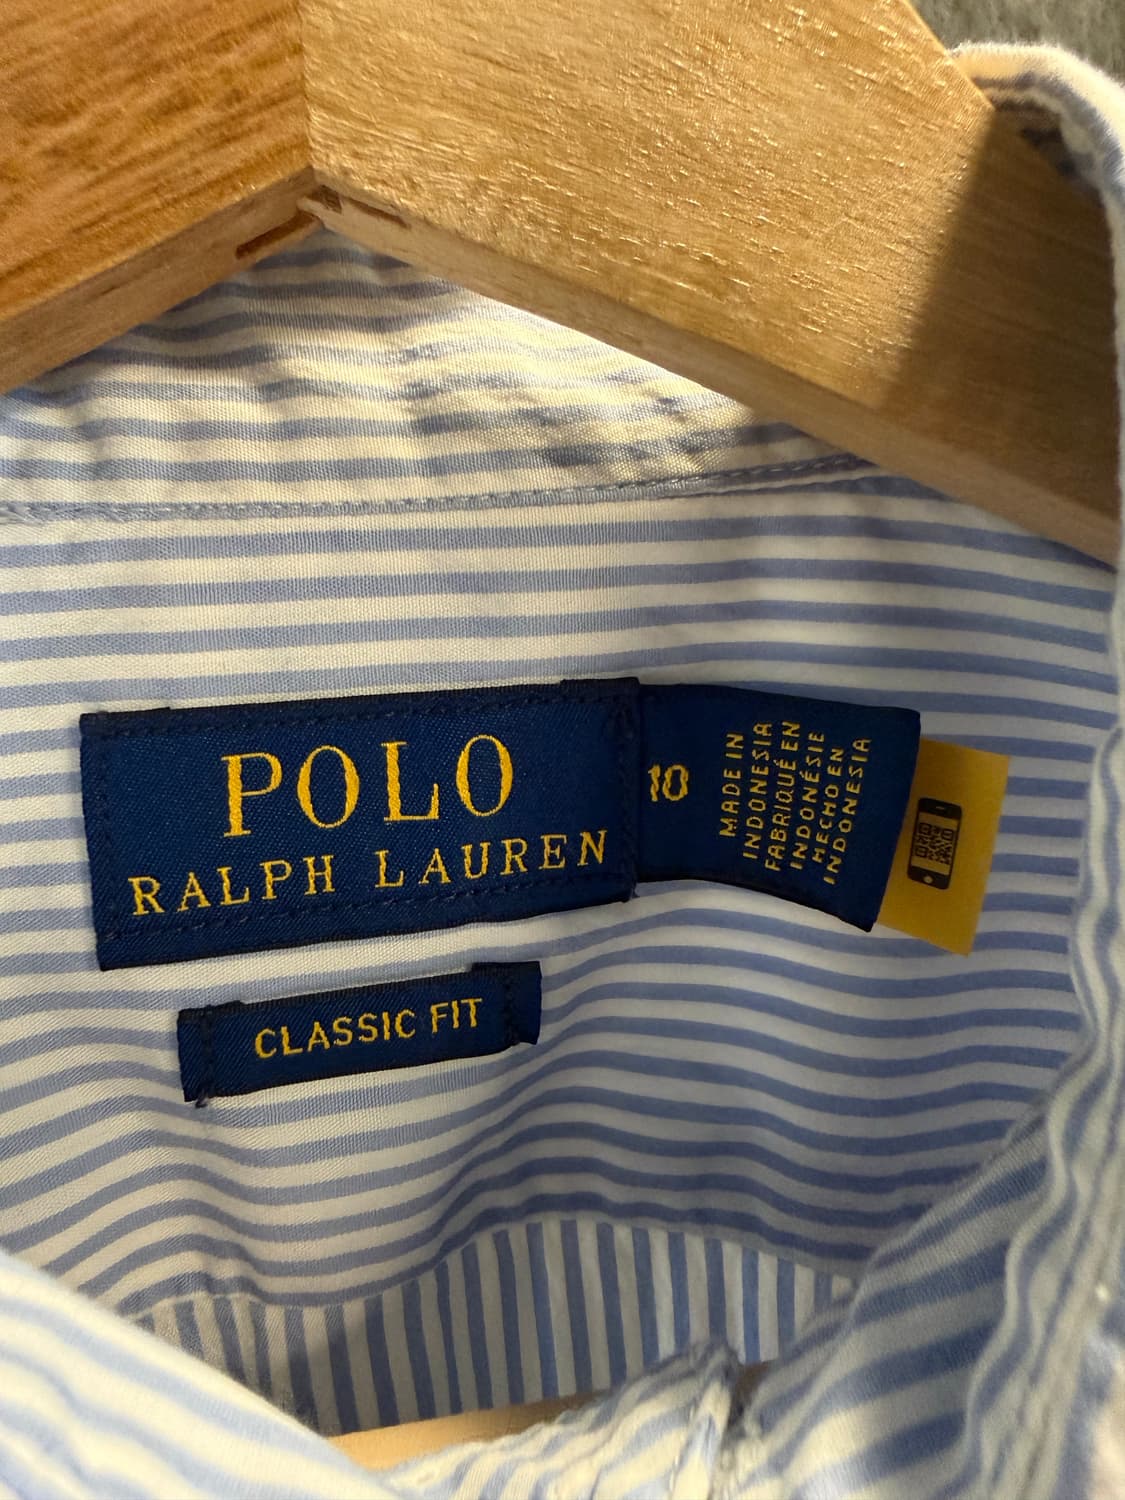 POLO
RALPH LAUREN
10
MADE IN
INDONESIA
FABRIQUÉ EN
INDONÉSIE
HECHO EN
INDONESIA
CLASSIC FIT